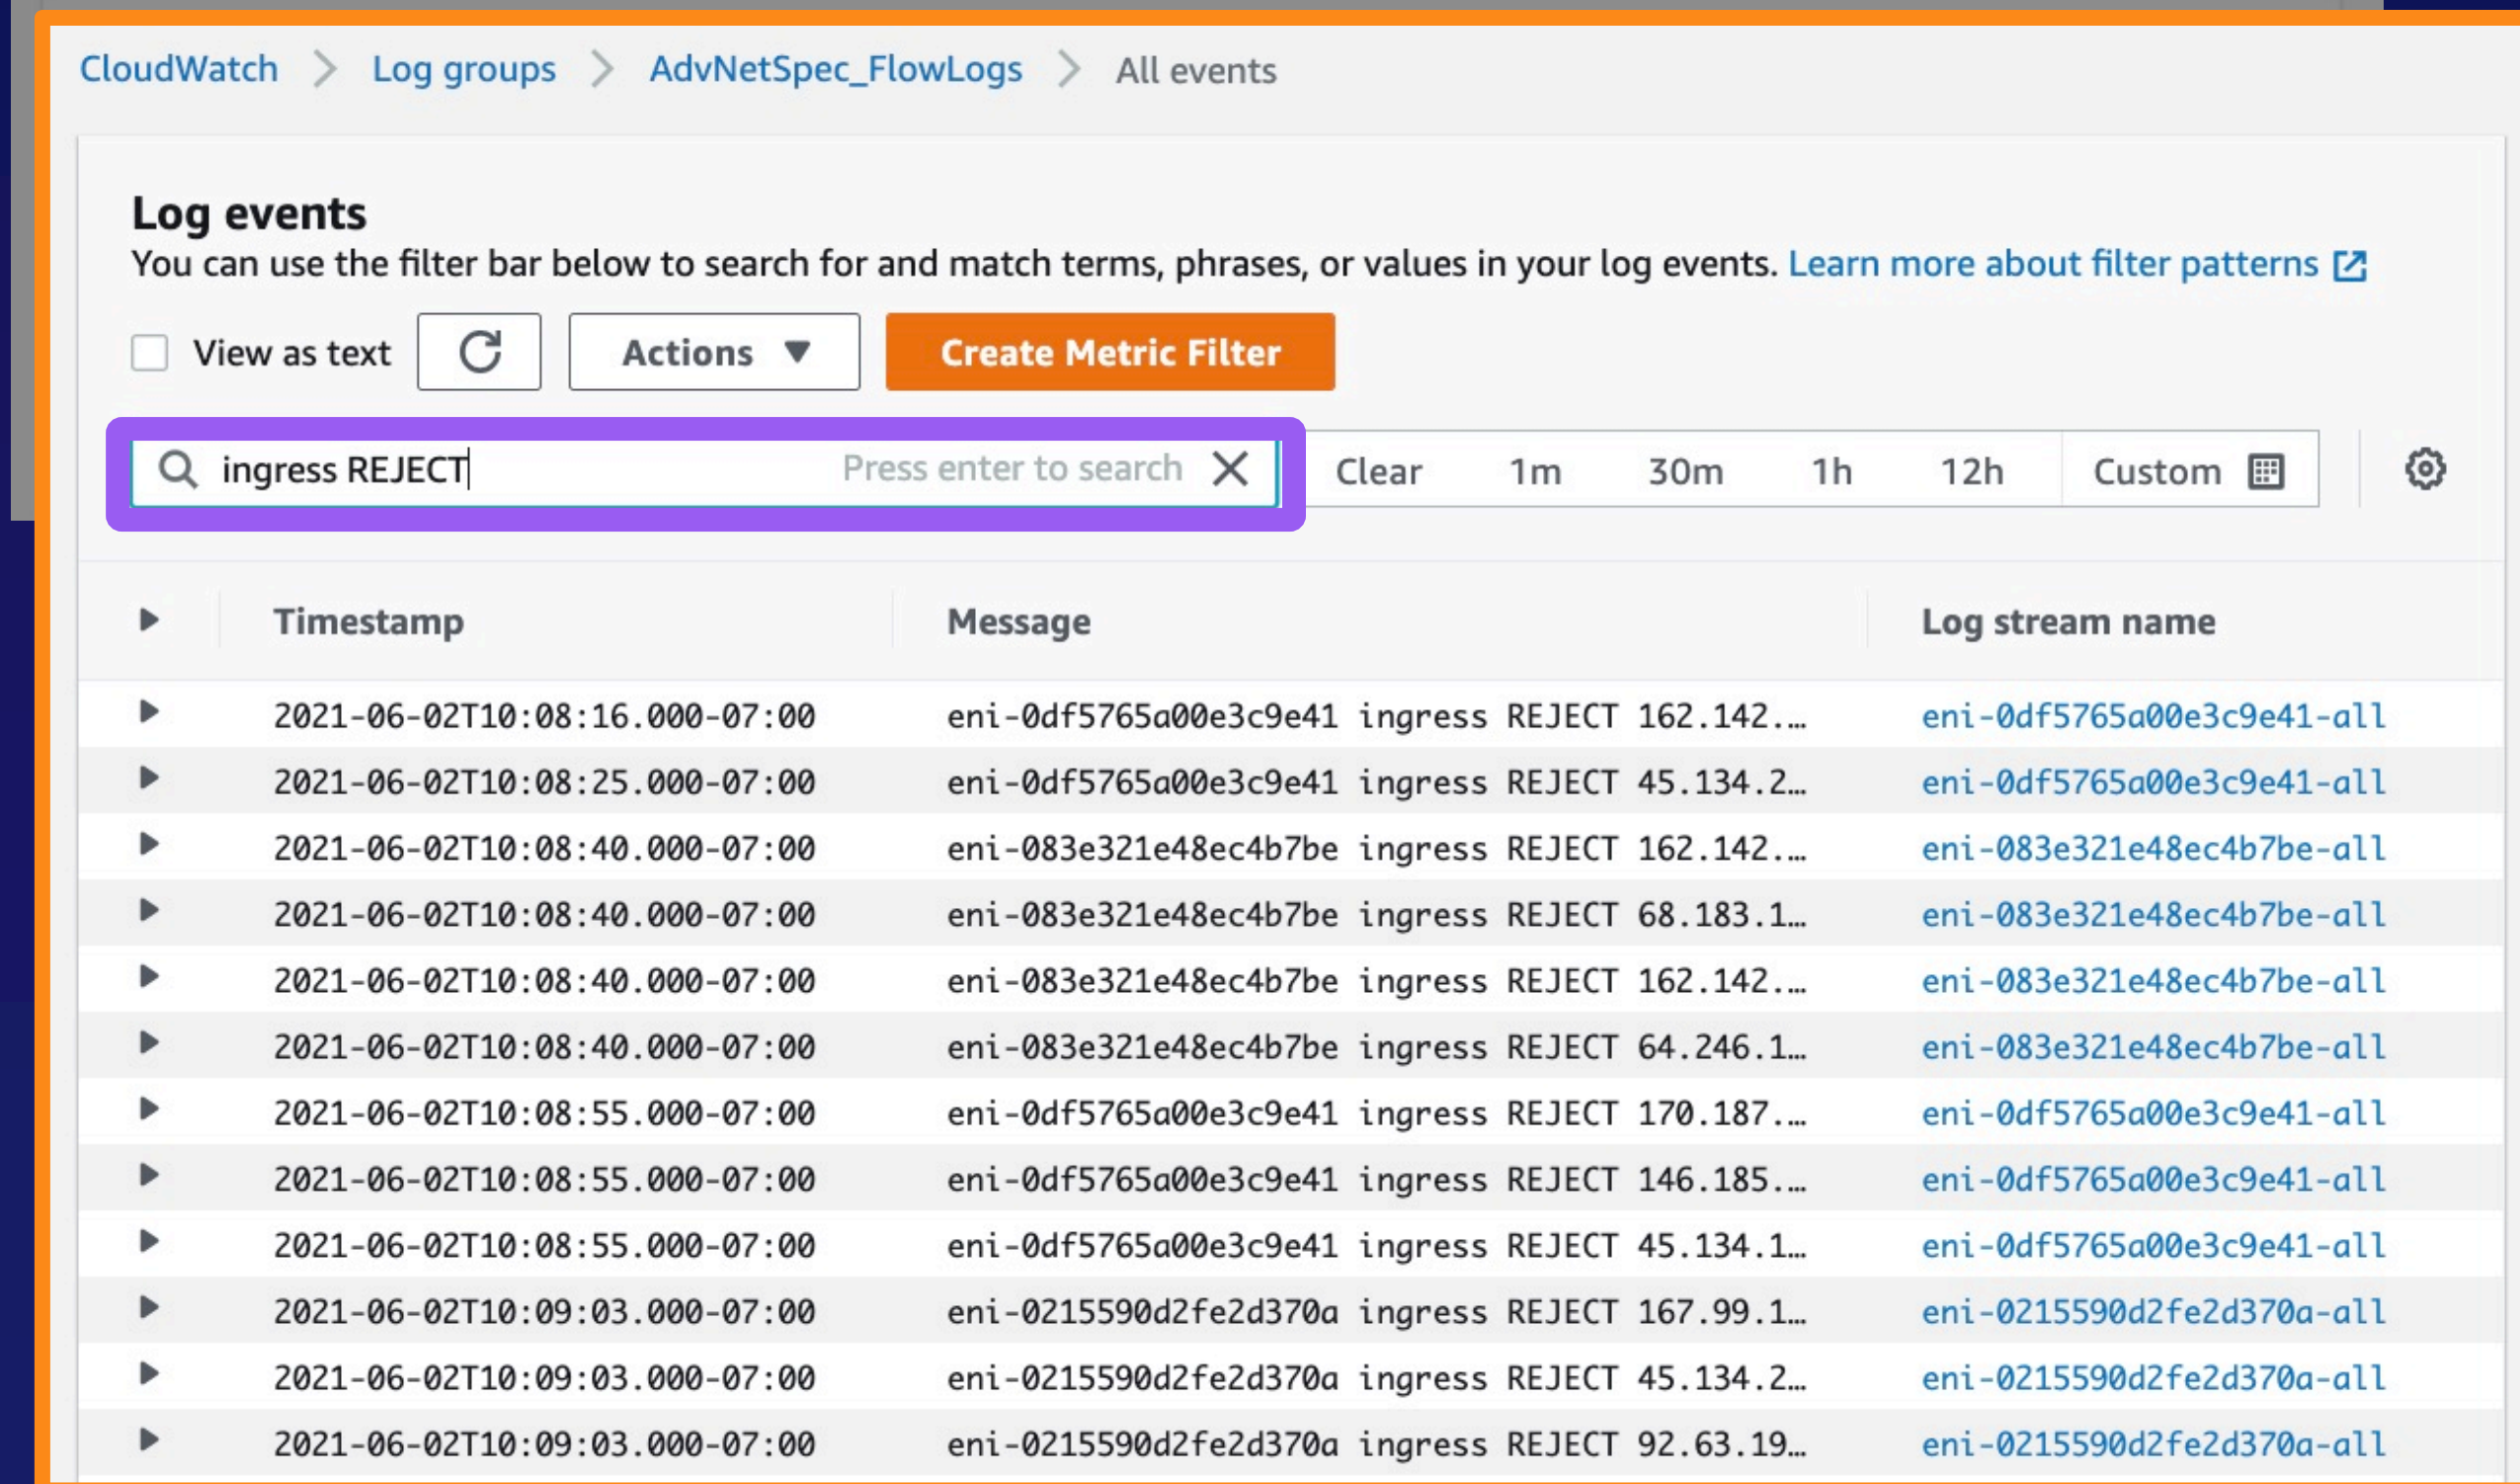 CloudWatch > Log groups > AdvNetSpec_FlowLogs > All events
Log events
You can use the filter bar below to search for and match terms, phrases, or values in your log events. Learn more about filter patterns
View as text Actions Create Metric Filter
ingress REJECT Press enter to search Clear 1m 30m 1h 12h Custom
Timestamp Message Log stream name
2021-06-02T10:08:16.000-07:00 eni-0df5765a00e3c9e41 ingress REJECT 162.142.… eni-0df5765a00e3c9e41-all
2021-06-02T10:08:25.000-07:00 eni-0df5765a00e3c9e41 ingress REJECT 45.134.2… eni-0df5765a00e3c9e41-all
2021-06-02T10:08:40.000-07:00 eni-083e321e48ec4b7be ingress REJECT 162.142.… eni-083e321e48ec4b7be-all
2021-06-02T10:08:40.000-07:00 eni-083e321e48ec4b7be ingress REJECT 68.183.1… eni-083e321e48ec4b7be-all
2021-06-02T10:08:40.000-07:00 eni-083e321e48ec4b7be ingress REJECT 162.142.… eni-083e321e48ec4b7be-all
2021-06-02T10:08:40.000-07:00 eni-083e321e48ec4b7be ingress REJECT 64.246.1… eni-083e321e48ec4b7be-all
2021-06-02T10:08:55.000-07:00 eni-0df5765a00e3c9e41 ingress REJECT 170.187.… eni-0df5765a00e3c9e41-all
2021-06-02T10:08:55.000-07:00 eni-0df5765a00e3c9e41 ingress REJECT 146.185.… eni-0df5765a00e3c9e41-all
2021-06-02T10:08:55.000-07:00 eni-0df5765a00e3c9e41 ingress REJECT 45.134.1… eni-0df5765a00e3c9e41-all
2021-06-02T10:09:03.000-07:00 eni-0215590d2fe2d370a ingress REJECT 167.99.1… eni-0215590d2fe2d370a-all
2021-06-02T10:09:03.000-07:00 eni-0215590d2fe2d370a ingress REJECT 45.134.2… eni-0215590d2fe2d370a-all
2021-06-02T10:09:03.000-07:00 eni-0215590d2fe2d370a ingress REJECT 92.63.19… eni-0215590d2fe2d370a-all